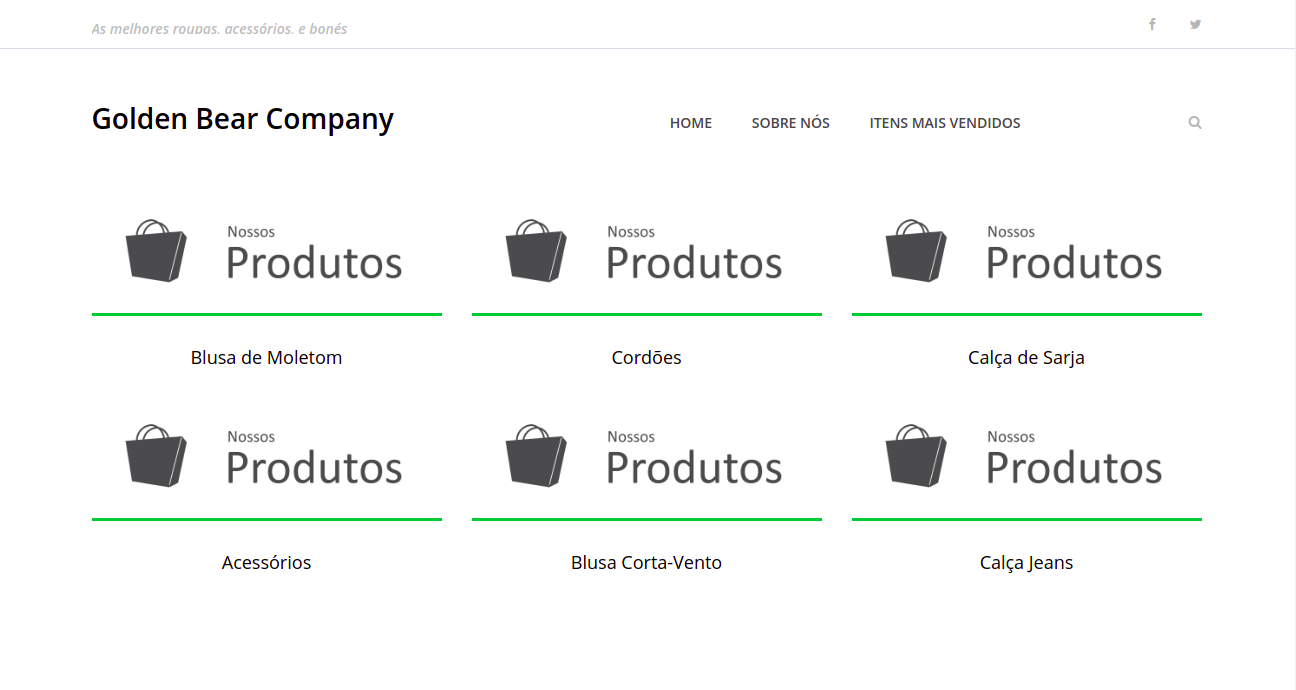 As melhores roupas, acessórios, e bonés
Golden Bear Company
HOME SOBRE NÓS ITENS MAIS VENDIDOS
Nossos Nossos Nossos
Produtos Produtos Produtos
Blusa de Moletom Cordões Calça de Sarja
Nossos Nossos Nossos
Produtos Produtos Produtos
Acessórios Blusa Corta-Vento Calça Jeans